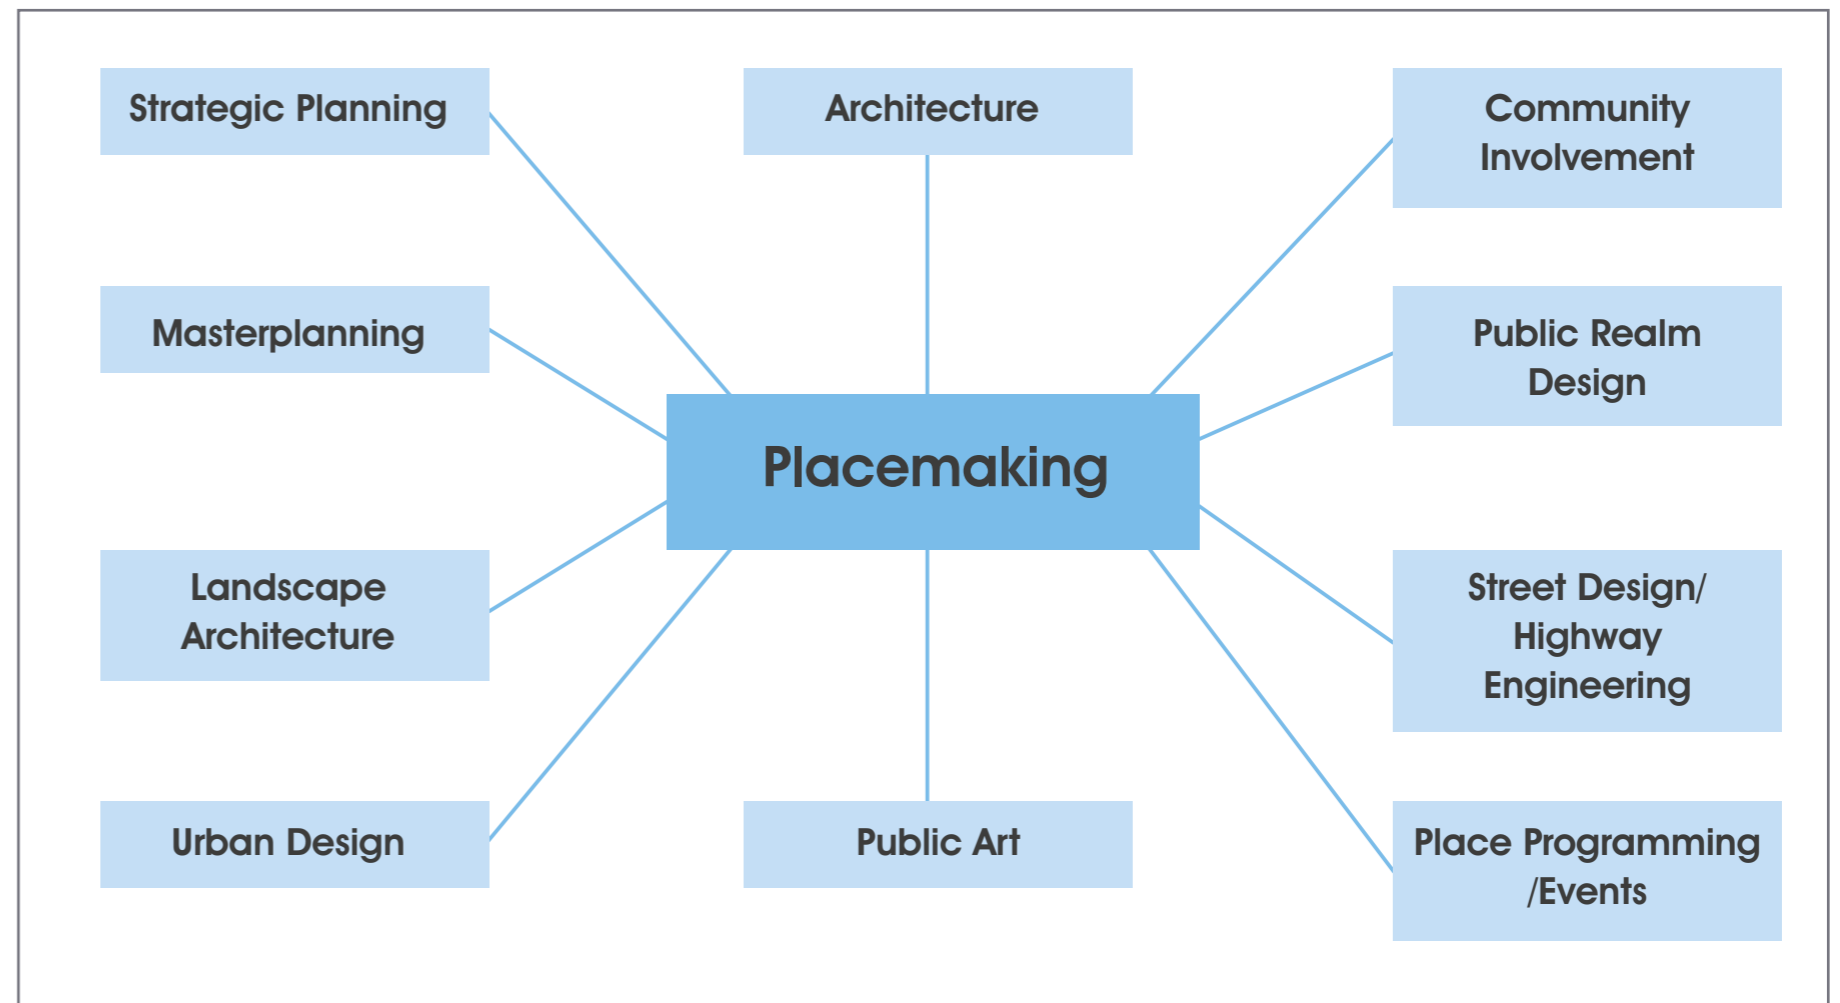 Strategic Planning
Architecture
Community
Involvement
Masterplanning
Public Realm
Design
Placemaking
Landscape
Architecture
Street Design/
Highway
Engineering
Urban Design
Public Art
Place Programming
/Events